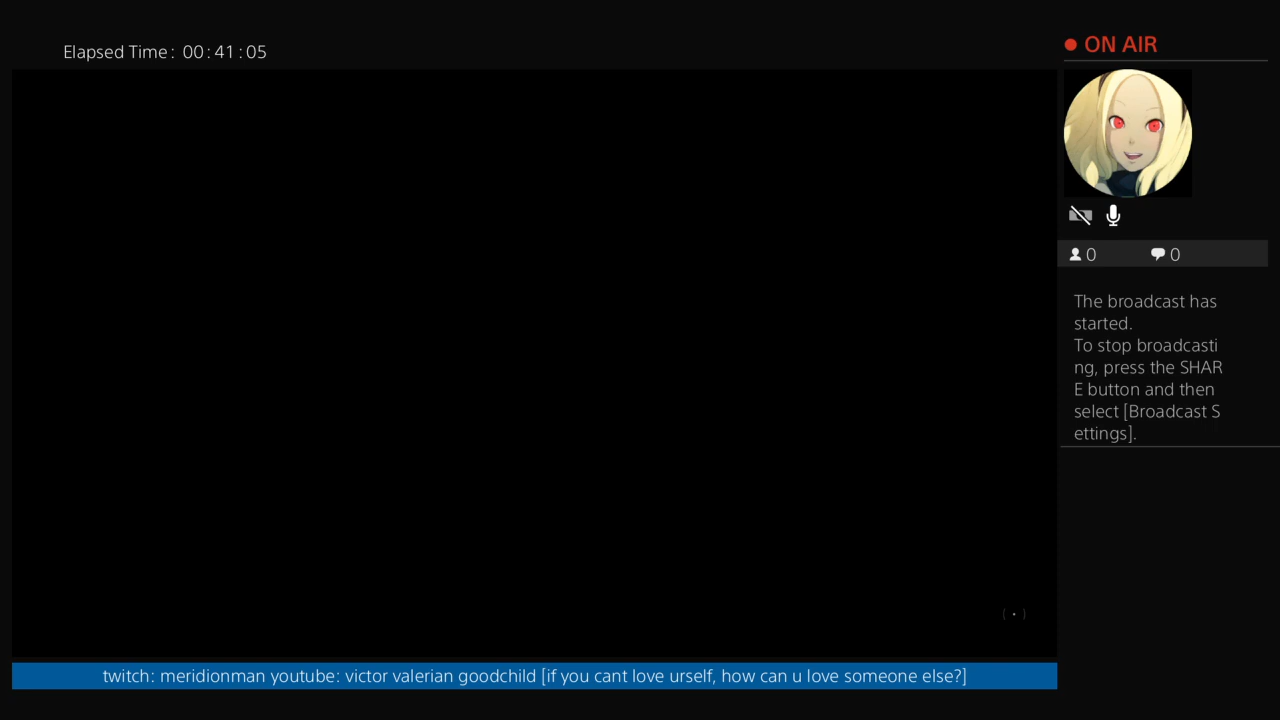 Elapsed Time: 00:41:05
ON AIR
0 0
The broadcast has
started.
To stop broadcasti
ng, press the SHAR
E button and then
select [Broadcast S
ettings].
twitch: meridionman youtube: victor valerian goodchild [if you cant love urself, how can u love someone else?]